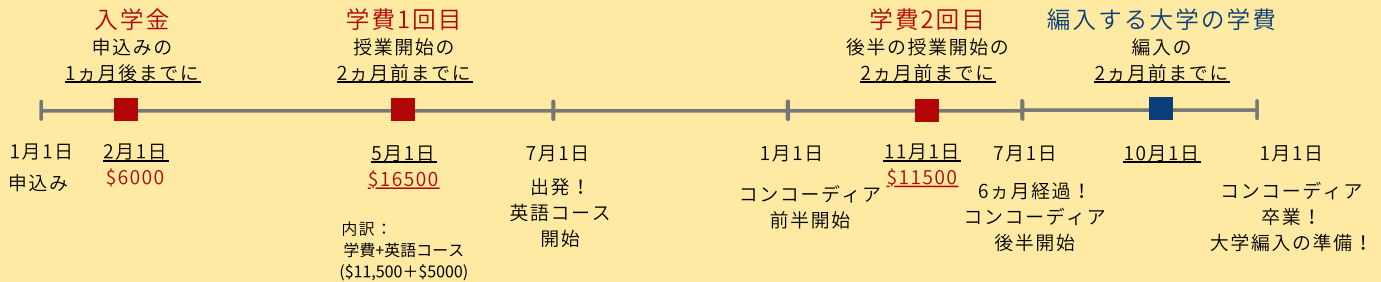 入学金
申込みの
1ヵ月後までに
学費1回目
授業開始の
2ヵ月前までに
学費2回目
後半の授業開始の
2ヵ月前までに
編入する大学の学費
編入の
2ヵ月前までに
1月1日
申込み
2月1日
$6000
5月1日
$16500
内訳：
学費+英語コース
($11,500＋$5000)
7月1日
出発！
英語コース
開始
1月1日
コンコーディア
前半開始
11月1日
$11500
7月1日
6ヵ月経過！
コンコーディア
後半開始
10月1日
1月1日
コンコーディア
卒業！
大学編入の準備！